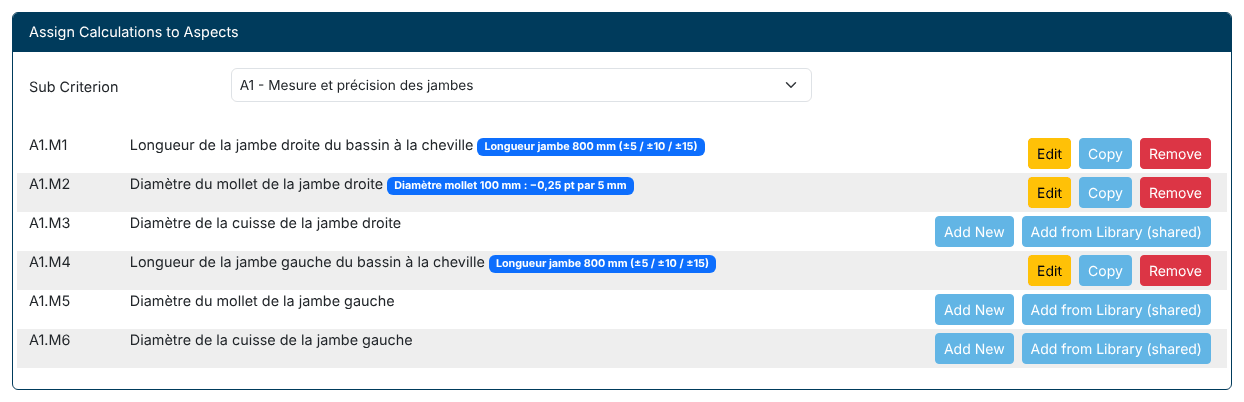 Assign Calculations to Aspects
Sub Criterion A1 - Mesure et précision des jambes
A1.M1 Longueur de la jambe droite du bassin à la cheville Longueur jambe 800 mm (±5 / ±10 / ±15) Edit Copy Remove
A1.M2 Diamètre du mollet de la jambe droite Diamètre mollet 100 mm : −0,25 pt par 5 mm Edit Copy Remove
A1.M3 Diamètre de la cuisse de la jambe droite Add New Add from Library (shared)
A1.M4 Longueur de la jambe gauche du bassin à la cheville Longueur jambe 800 mm (±5 / ±10 / ±15) Edit Copy Remove
A1.M5 Diamètre du mollet de la jambe gauche Add New Add from Library (shared)
A1.M6 Diamètre de la cuisse de la jambe gauche Add New Add from Library (shared)